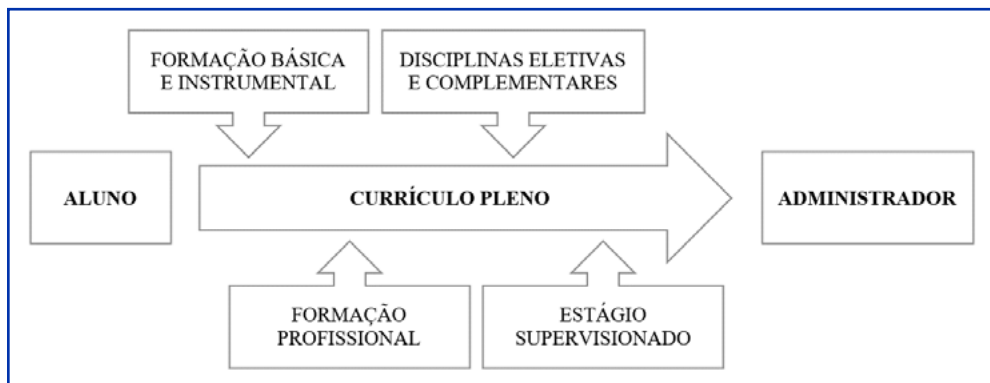 FORMAÇÃO BÁSICA
E INSTRUMENTAL
DISCIPLINAS ELETIVAS
E COMPLEMENTARES
ALUNO
CURRÍCULO PLENO
ADMINISTRADOR
FORMAÇÃO
PROFISSIONAL
ESTÁGIO
SUPERVISIONADO